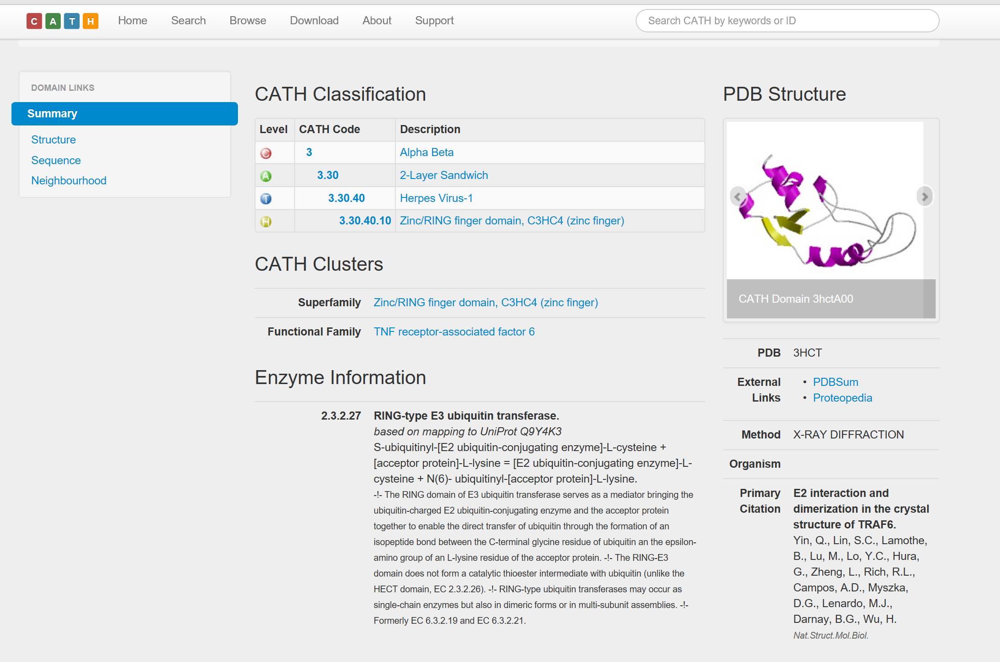 C A T H Home Search Browse Download About Support Search CATH by keywords or ID
DOMAIN LINKS
Summary
Structure
Sequence
Neighbourhood
CATH Classification
Level CATH Code Description
C 3 Alpha Beta
A 3.30 2-Layer Sandwich
T 3.30.40 Herpes Virus-1
H 3.30.40.10 Zinc/RING finger domain, C3HC4 (zinc finger)
CATH Clusters
Superfamily Zinc/RING finger domain, C3HC4 (zinc finger)
Functional Family TNF receptor-associated factor 6
Enzyme Information
2.3.2.27 RING-type E3 ubiquitin transferase.
based on mapping to UniProt Q9Y4K3
S-ubiquitinyl-[E2 ubiquitin-conjugating enzyme]-L-cysteine +
[acceptor protein]-L-lysine = [E2 ubiquitin-conjugating enzyme]-L-
cysteine + N(6)- ubiquitinyl-[acceptor protein]-L-lysine.
-!- The RING domain of E3 ubiquitin transferase serves as a mediator bringing the
ubiquitin-charged E2 ubiquitin-conjugating enzyme and the acceptor protein
together to enable the direct transfer of ubiquitin through the formation of an
isopeptide bond between the C-terminal glycine residue of ubiquitin an the epsilon-
amino group of an L-lysine residue of the acceptor protein. -!- The RING-E3
domain does not form a catalytic thioester intermediate with ubiquitin (unlike the
HECT domain, EC 2.3.2.26). -!- RING-type ubiquitin transferases may occur as
single-chain enzymes but also in dimeric forms or in multi-subunit assemblies. -!-
Formerly EC 6.3.2.19 and EC 6.3.2.21.
PDB Structure
CATH Domain 3hctA00
PDB 3HCT
External Links
• PDBSum
• Proteopedia
Method X-RAY DIFFRACTION
Organism
Primary Citation
E2 interaction and
dimerization in the crystal
structure of TRAF6.
Yin, Q., Lin, S.C., Lamothe,
B., Lu, M., Lo, Y.C., Hura,
G., Zheng, L., Rich, R.L.,
Campos, A.D., Myszka,
D.G., Lenardo, M.J.,
Darnay, B.G., Wu, H.
Nat.Struct.Mol.Biol.